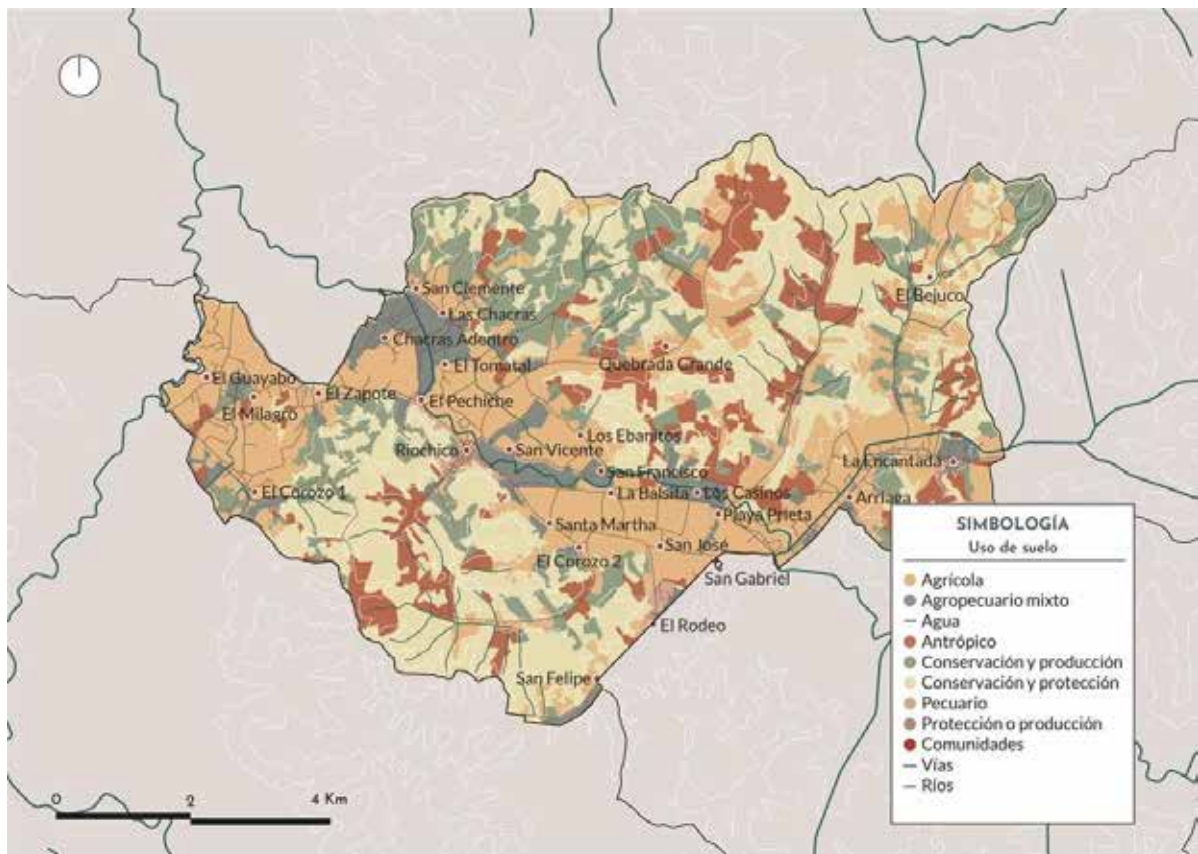 San Clemente
Las Chacras
Chacras Adentro
El Tomatal
El Guayabo
El Milagro
El Zapote
El Pechiche
Quebrada Grande
El Bejuco
Los Ebanitos
Riochico
San Vicente
San Francisco
La Encantada
El Corozo 1
La Balsita
Los Casinos
Arriaga
Playa Prieta
Santa Martha
San José
El Corozo 2
San Gabriel
El Rodeo
San Felipe
SIMBOLOGÍA
Uso de suelo
Agrícola
Agropecuario mixto
Agua
Antrópico
Conservación y producción
Conservación y protección
Pecuario
Protección o producción
Comunidades
Vías
Ríos
0 2 4 Km